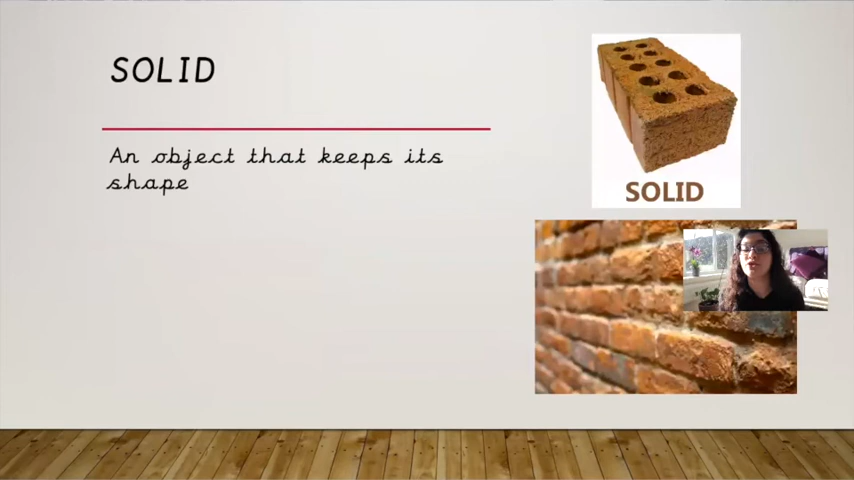 SOLID
An object that keeps its
shape
SOLID